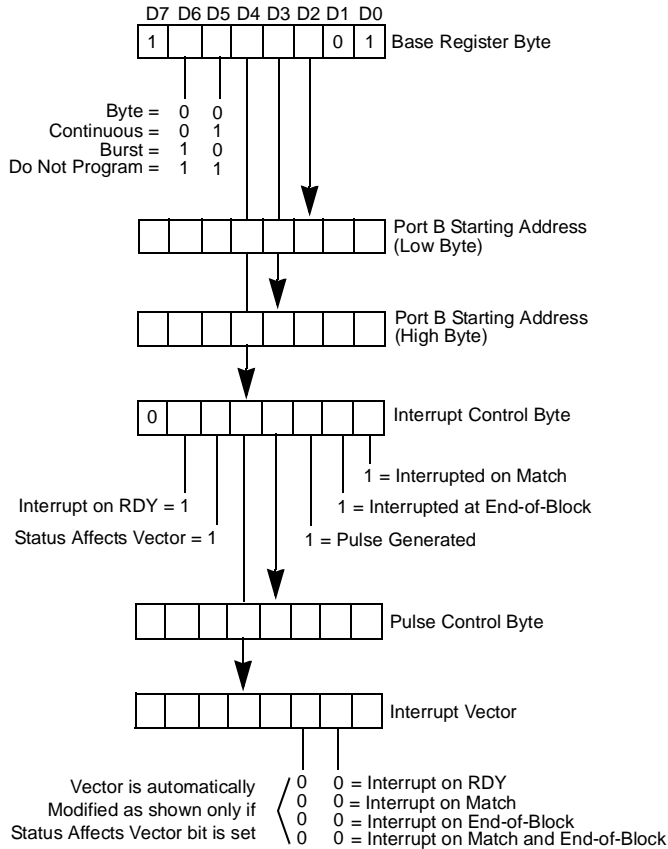 D7 D6 D5 D4 D3 D2 D1 D0
1 0 1 Base Register Byte
Byte = 0 0
Continuous = 0 1
Burst = 1 0
Do Not Program = 1 1
Port B Starting Address
(Low Byte)
Port B Starting Address
(High Byte)
0 Interrupt Control Byte
1 = Interrupted on Match
Interrupt on RDY = 1
1 = Interrupted at End-of-Block
Status Affects Vector = 1
1 = Pulse Generated
Pulse Control Byte
Interrupt Vector
Vector is automatically
Modified as shown only if
Status Affects Vector bit is set
0 0 = Interrupt on RDY
0 0 = Interrupt on Match
0 0 = Interrupt on End-of-Block
0 0 = Interrupt on Match and End-of-Block